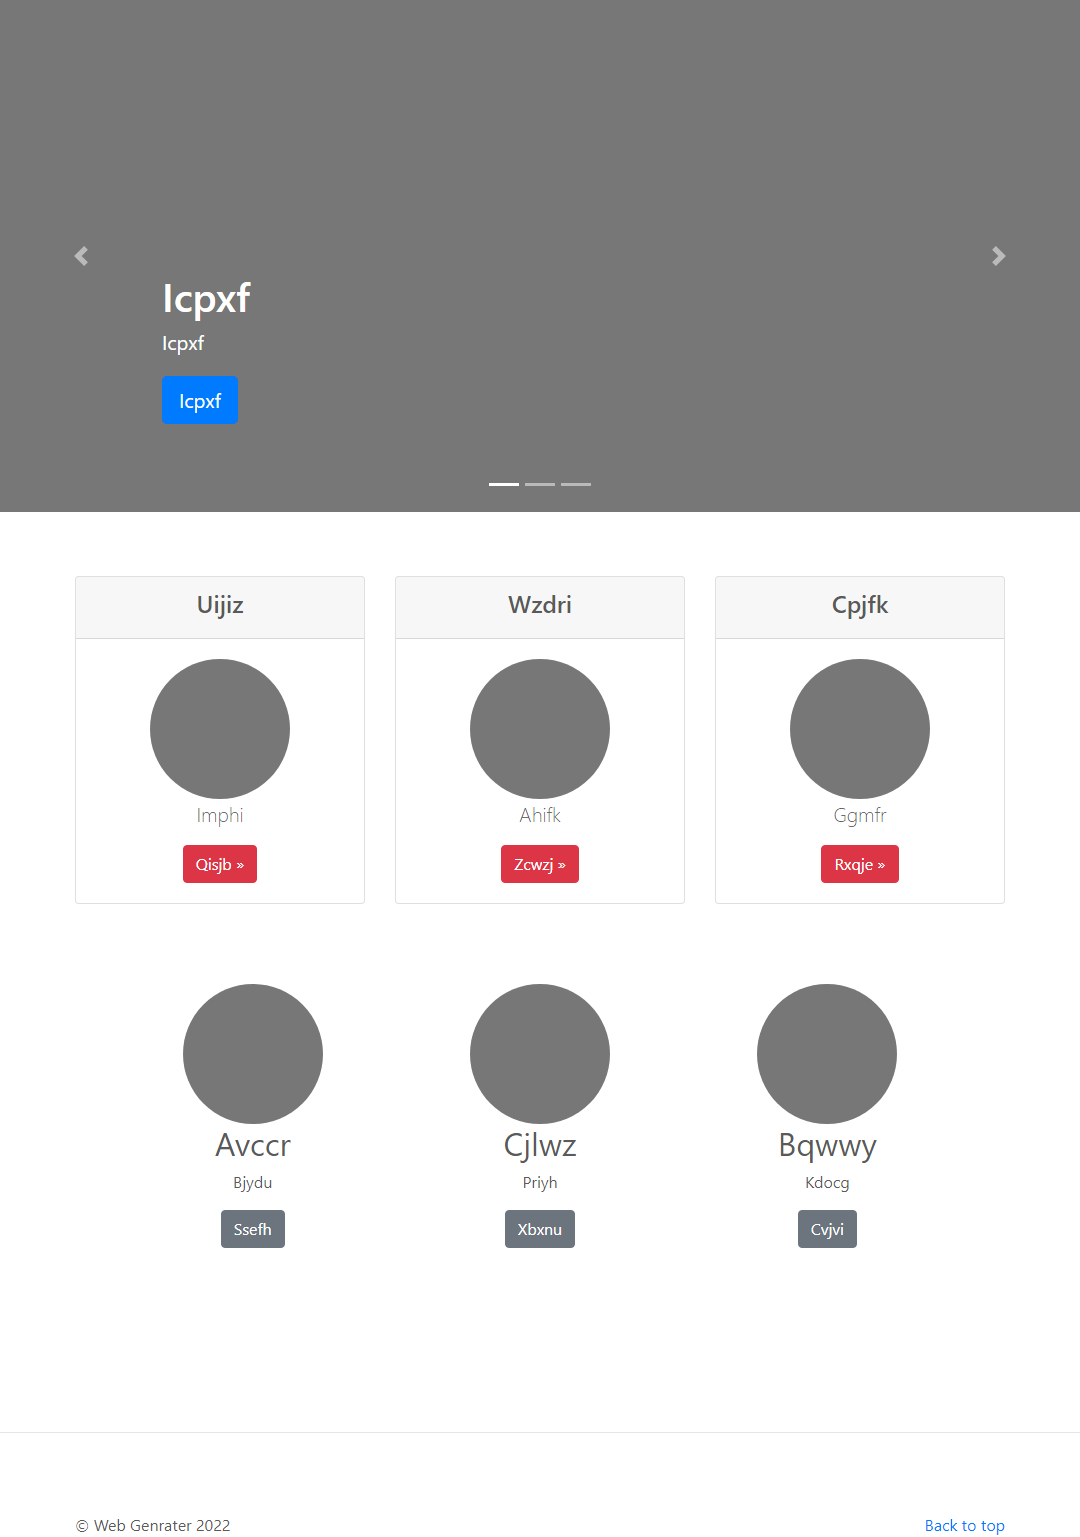 Icpxf
Icpxf
Icpxf
Uijiz
Wzdri
Cpjfk
Imphi
Ahifk
Ggmfr
Qisjb »
Zcwzj »
Rxqje »
Avccr
Cjlwz
Bqwwy
Bjydu
Priyh
Kdocg
Ssefh
Xbxnu
Cvjvi
© Web Genrater 2022
Back to top